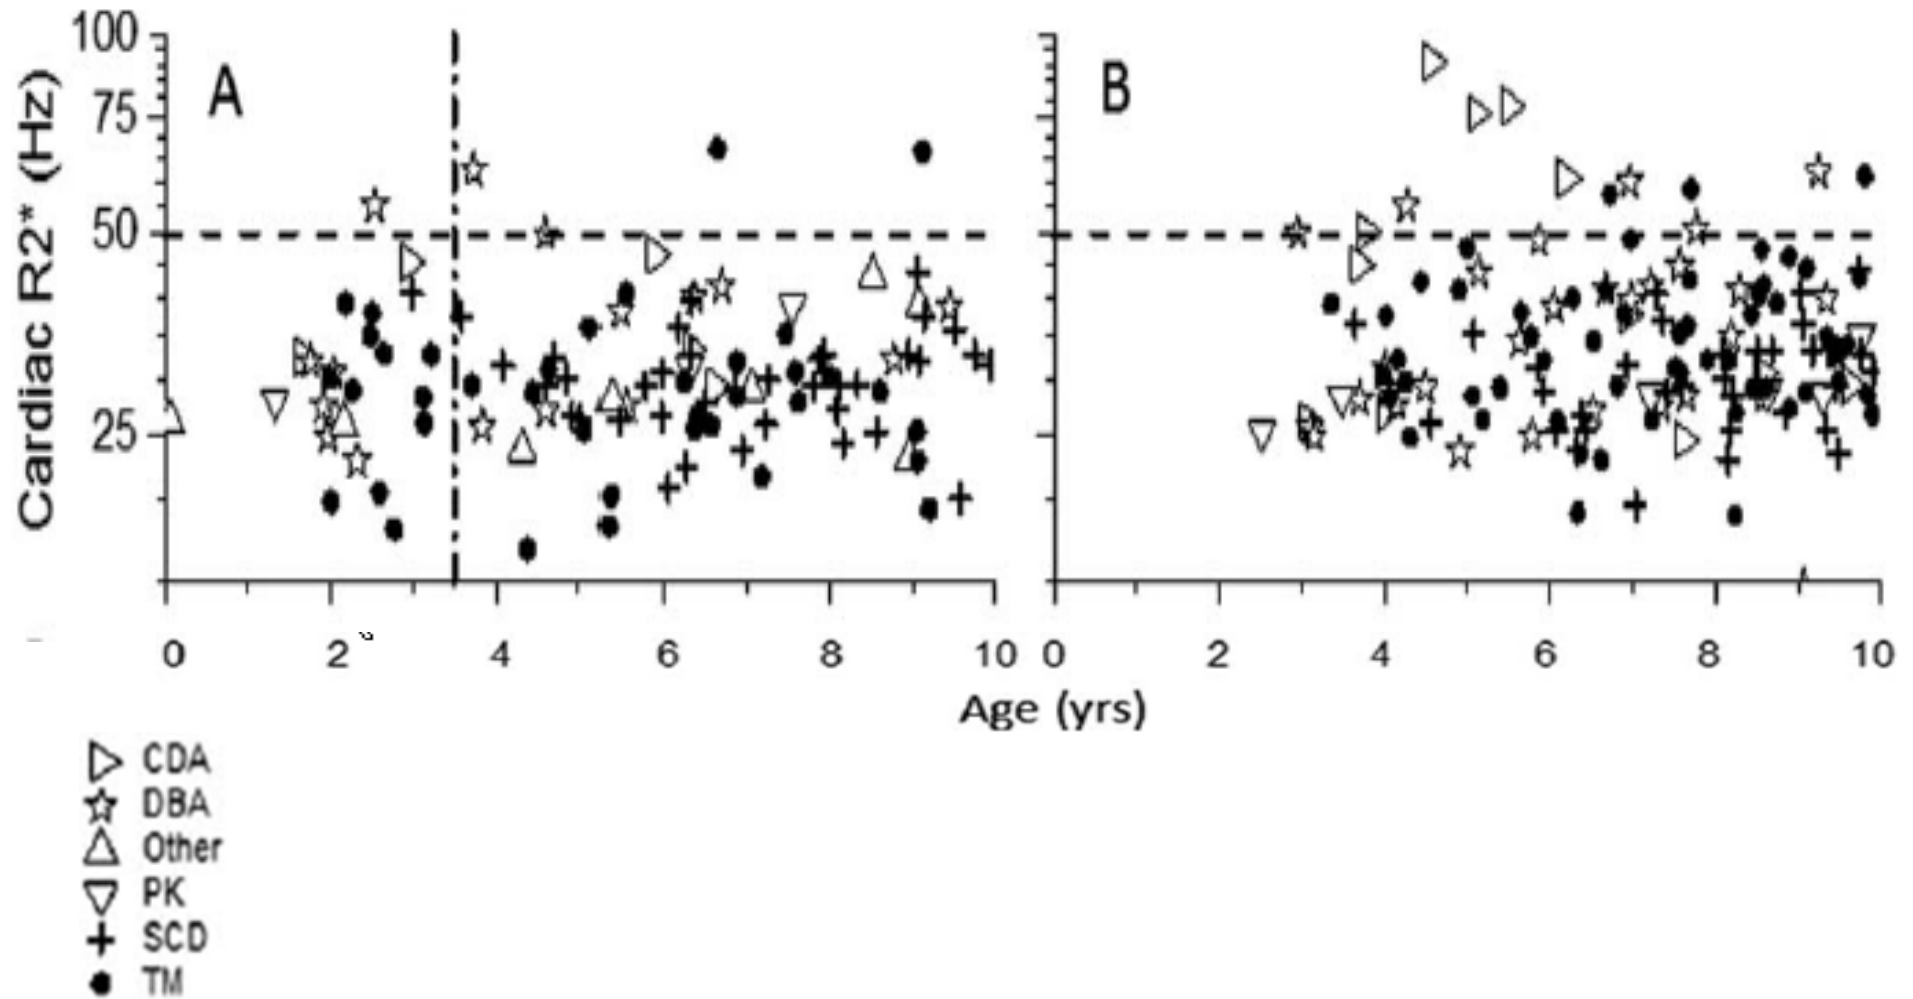 Cardiac R2* (Hz)
100
75
50
25
A
B
0 2 4 6 8 10
0 2 4 6 8 10
Age (yrs)
CDA
DBA
Other
PK
SCD
TM